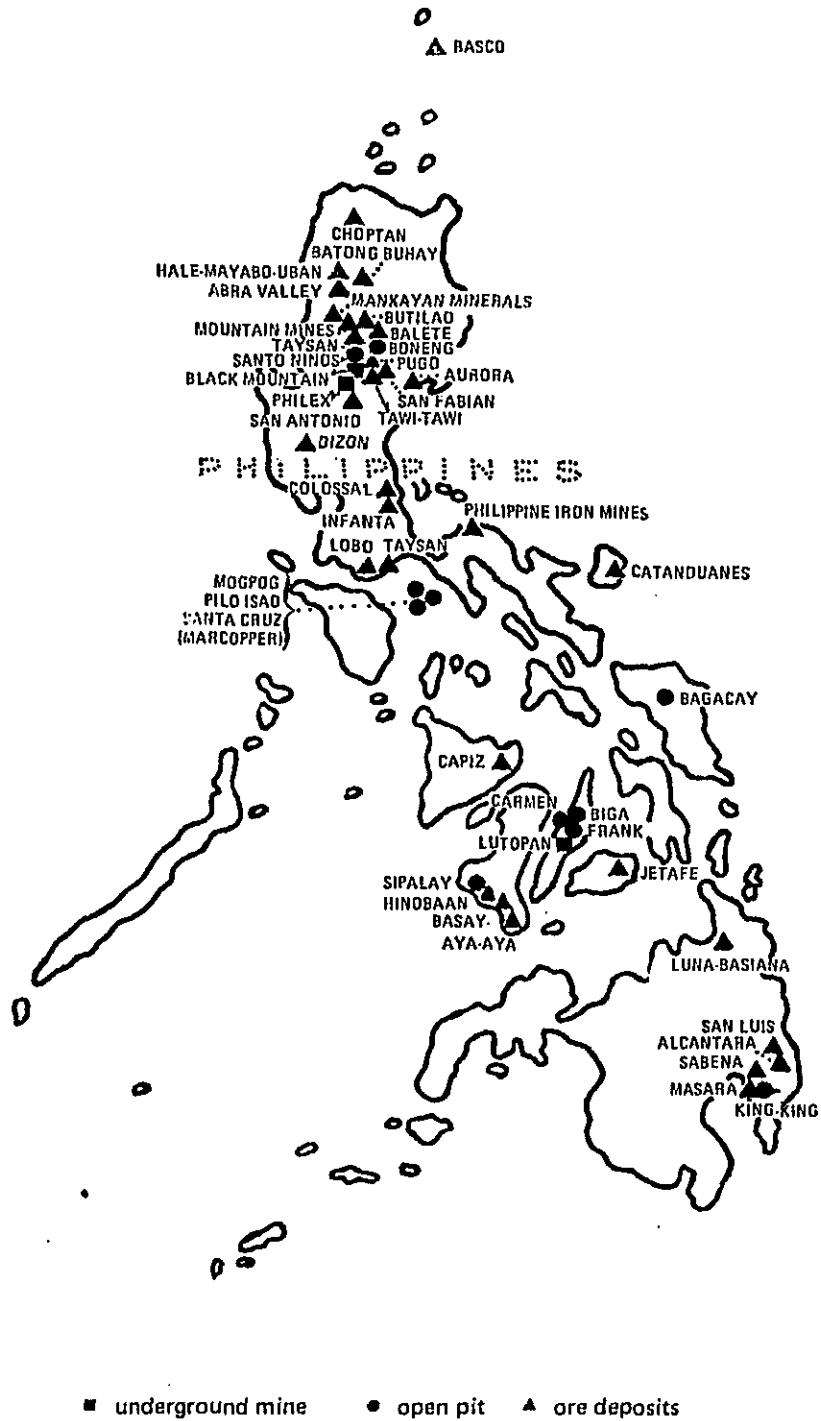 BASCO
CHOPTAN
BATONG BUHAY
HALE-MAYABO-UBAN
ABRA VALLEY
MANKAYAN MINERALS
BUTILAO
MOUNTAIN MINES
BALETE
TAYSAN
BONENG
SANTO NINOS
PUGO
AURORA
BLACK MOUNTAIN
PHILEX
SAN FABIAN
SAN ANTONIO
TAWI-TAWI
DIZON
PHILIPPINES
COLOSSAL
INFANTA
PHILIPPINE IRON MINES
LOBO
TAYSAN
CATANDUANES
MOGPOG
PILO ISAO
SANTA CRUZ
(MARCOPPER)
BAGACAY
CAPIZ
CARMEN
BIGA
FRANK
LUTOPAN
JETAFE
SIPALAY
HINOBAAN
BASAY-
AYA-AYA
LUNA-BASIANA
SAN LUIS
ALCANTARA
SABENA
MASARA
KING-KING
underground mine
open pit
ore deposits